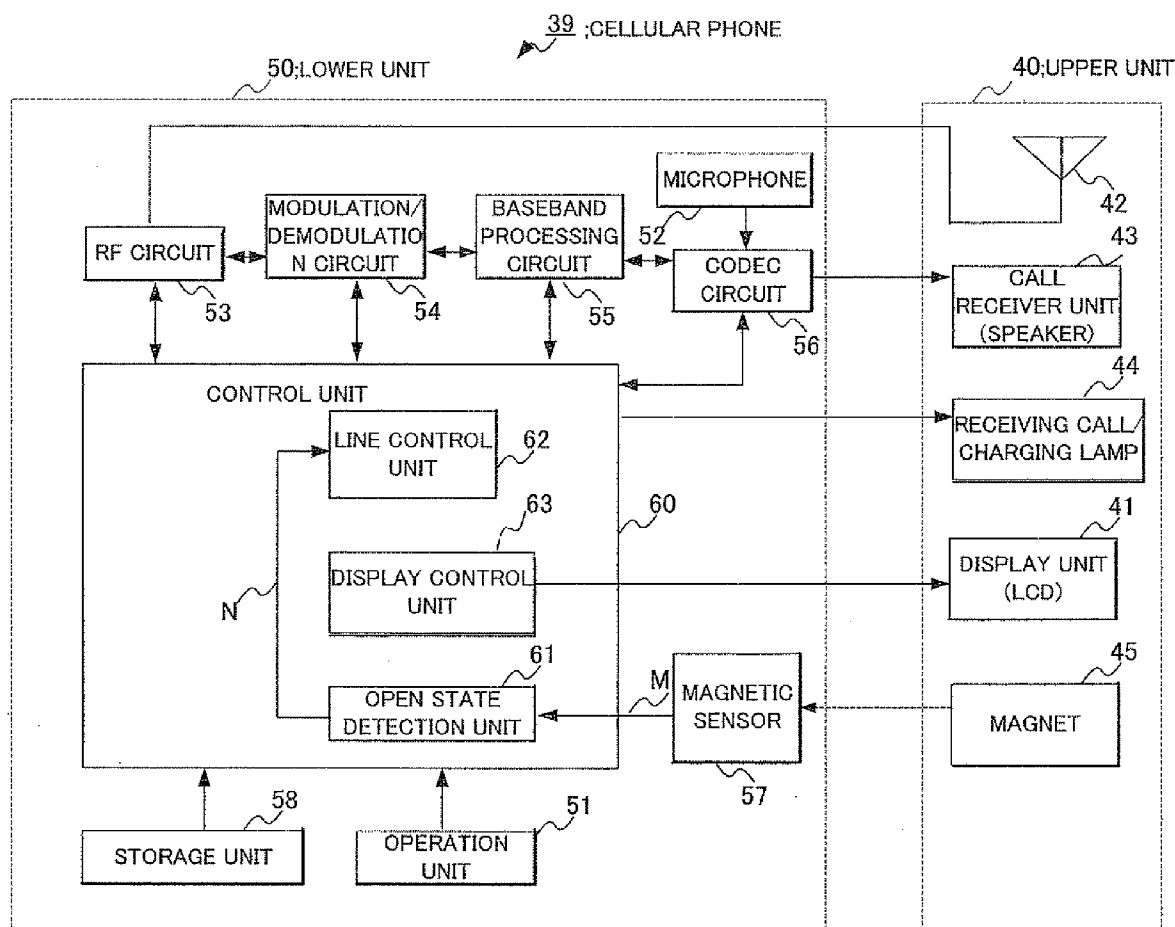 39 ;CELLULAR PHONE
50;LOWER UNIT
40;UPPER UNIT
MICROPHONE
52
42
RF CIRCUIT
53
MODULATION/
DEMODULATIO
N CIRCUIT
54
BASEBAND
PROCESSING
CIRCUIT
55
CODEC
CIRCUIT
56
43
CALL
RECEIVER UNIT
(SPEAKER)
CONTROL UNIT
60
44
RECEIVING CALL/
CHARGING LAMP
LINE CONTROL
UNIT
62
63
DISPLAY CONTROL
UNIT
41
DISPLAY UNIT
(LCD)
N
61
OPEN STATE
DETECTION UNIT
M
MAGNETIC
SENSOR
57
45
MAGNET
58
STORAGE UNIT
51
OPERATION
UNIT